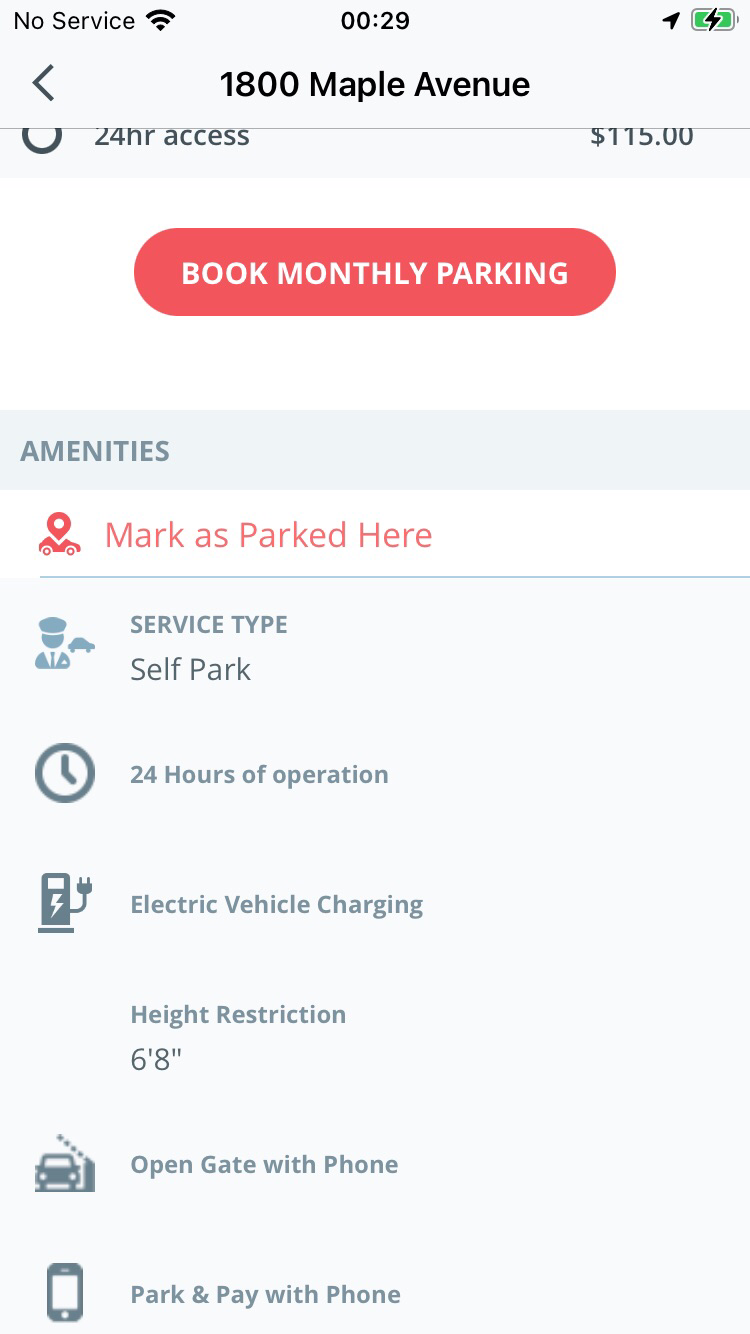 No Service
00:29
1800 Maple Avenue
24hr access
$115.00
BOOK MONTHLY PARKING
AMENITIES
Mark as Parked Here
SERVICE TYPE
Self Park
24 Hours of operation
Electric Vehicle Charging
Height Restriction
6'8"
Open Gate with Phone
Park & Pay with Phone